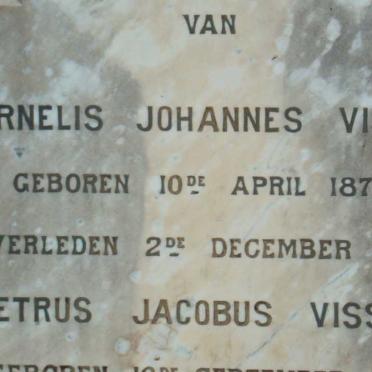 VAN
RNELIS JOHANNES VI
GEBOREN 10DE APRIL 187
VERLEDEN 2DE DECEMBER
ETRUS JACOBUS VISS